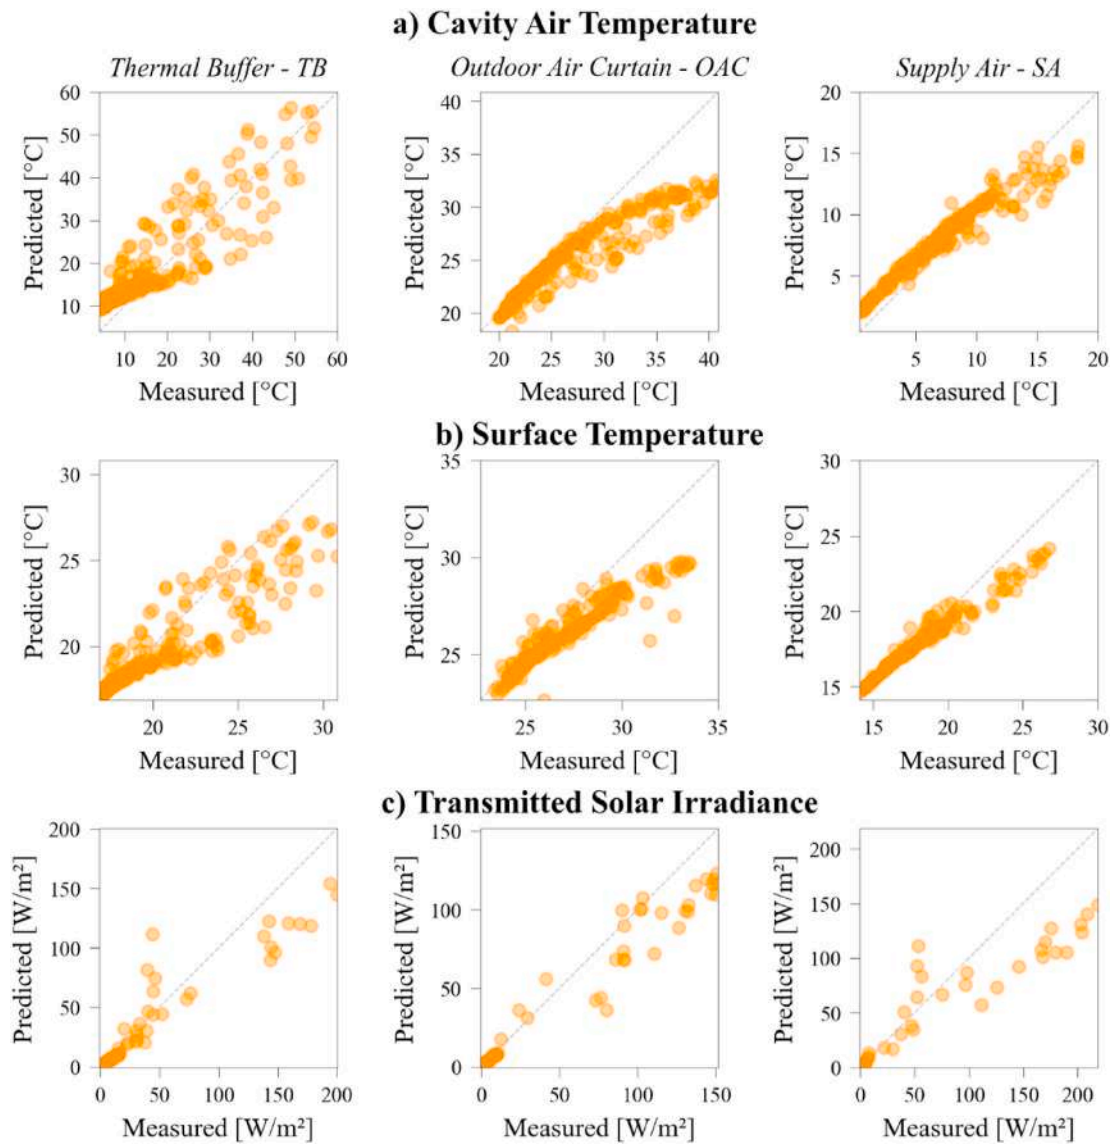 a) Cavity Air Temperature
Thermal Buffer - TB
Outdoor Air Curtain - OAC
Supply Air - SA
60
50
40
30
20
10
Predicted [°C]
10 20 30 40 50 60
Measured [°C]
40
35
30
25
20
Predicted [°C]
20 25 30 35 40
Measured [°C]
20
15
10
5
Predicted [°C]
5 10 15 20
Measured [°C]
b) Surface Temperature
30
25
20
Predicted [°C]
20 25 30
Measured [°C]
35
30
25
Predicted [°C]
25 30 35
Measured [°C]
30
25
20
15
Predicted [°C]
15 20 25 30
Measured [°C]
c) Transmitted Solar Irradiance
200
150
100
50
0
Predicted [W/m²]
0 50 100 150 200
Measured [W/m²]
150
100
50
0
Predicted [W/m²]
0 50 100 150
Measured [W/m²]
200
150
100
50
0
Predicted [W/m²]
0 50 100 150 200
Measured [W/m²]